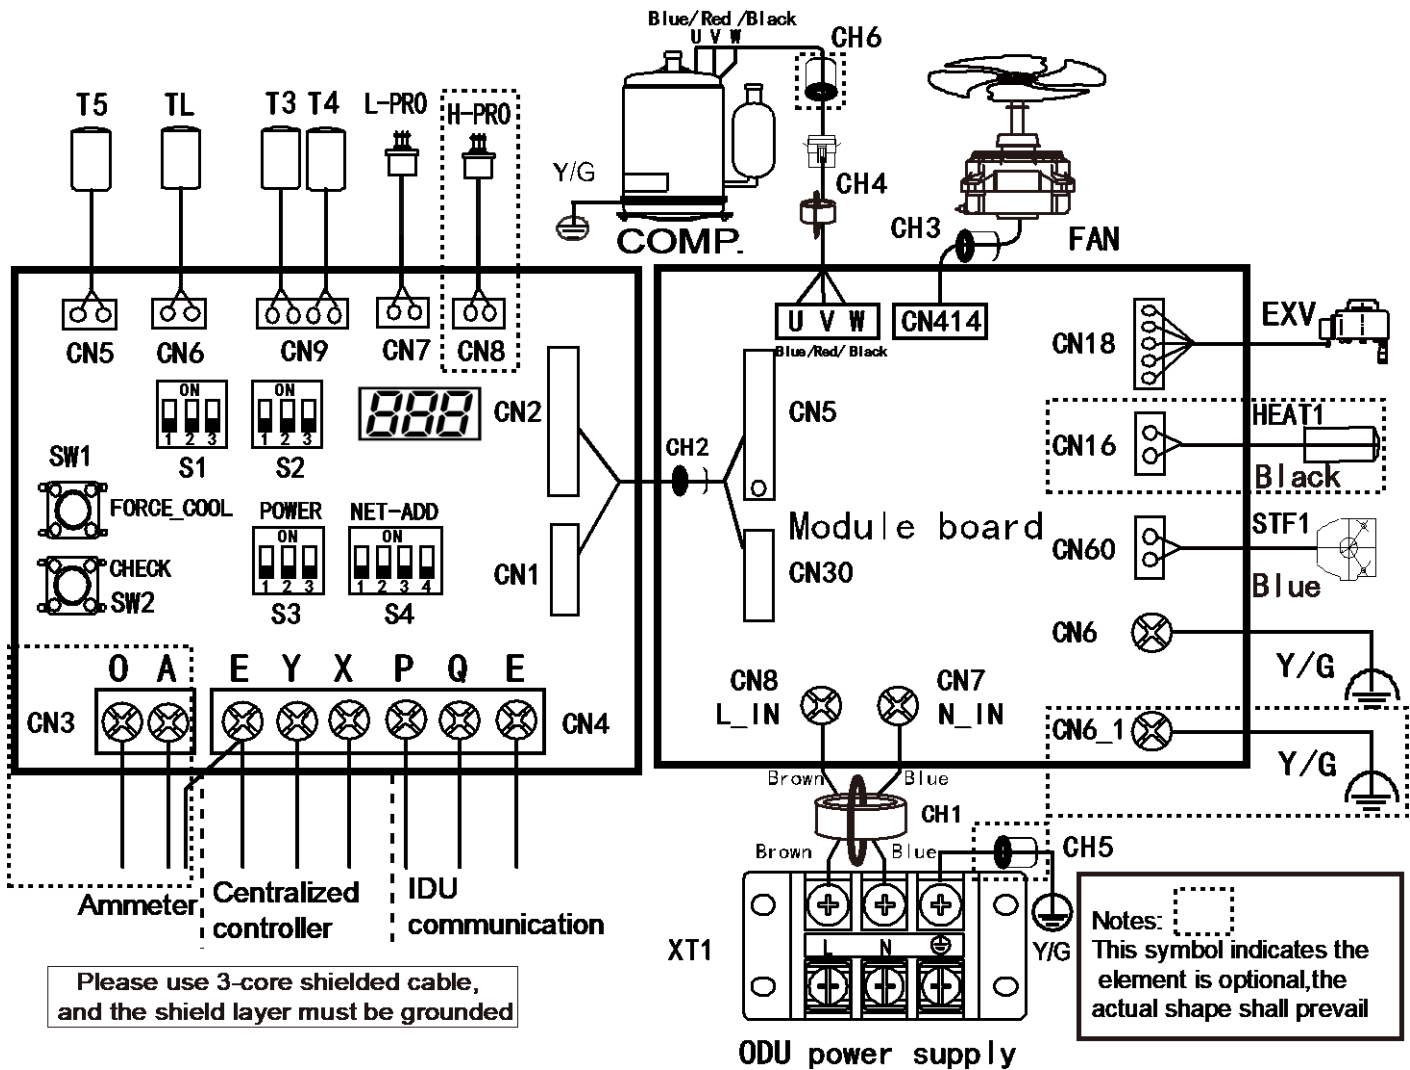 Blue/Red/Black
U V W
CH6
T5
TL
T3
T4
L-PRO
H-PRO
Y/G
CH4
COMP.
CH3
FAN
CN5
CN6
CN9
CN7
CN8
U V W
CN414
Blue/Red/Black
CN18
EXV
ON
1 2 3
S1
ON
1 2 3
S2
888
CN2
CN5
HEAT1
CN16
Black
SW1
FORCE_COOL
CH2
POWER
ON
1 2 3
S3
NET-ADD
ON
1 2 3 4
S4
CHECK
SW2
CN1
Module board
CN30
STF1
CN60
Blue
CN6
Y/G
O A E Y X P Q E
CN3
CN4
CN8
L_IN
CN7
N_IN
CN6_1
Y/G
Brown
Blue
CH1
Brown
Blue
CH5
Ammeter
Centralized
controller
IDU
communication
XT1
L N
Y/G
ODU power supply
Please use 3-core shielded cable,
and the shield layer must be grounded
Notes:
This symbol indicates the
element is optional,the
actual shape shall prevail